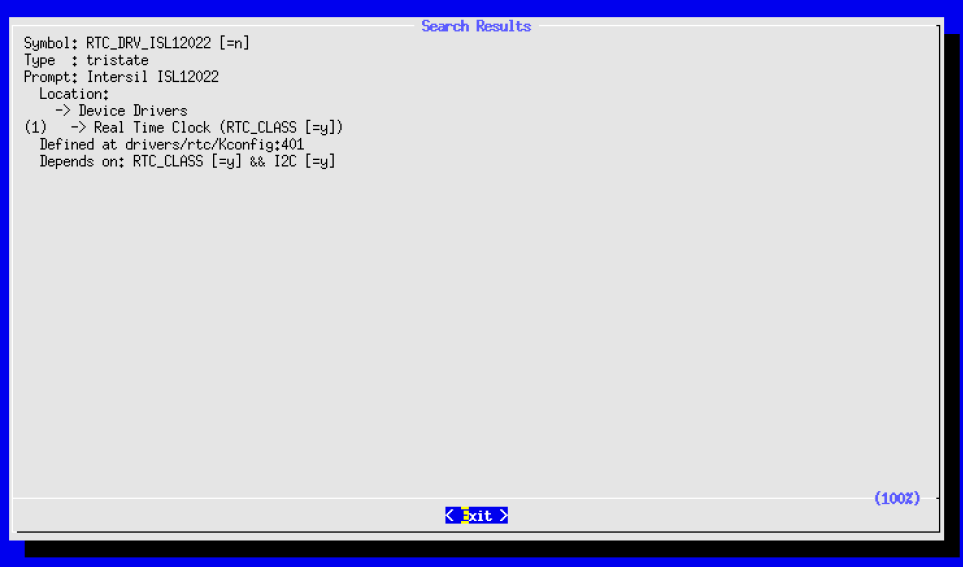 Search Results
Symbol: RTC_DRV_ISL12022 [=n]
Type  : tristate
Prompt: Intersil ISL12022
  Location:
    -> Device Drivers
(1)   -> Real Time Clock (RTC_CLASS [=y])
  Defined at drivers/rtc/Kconfig:401
  Depends on: RTC_CLASS [=y] && I2C [=y]
(100%)
< Exit >